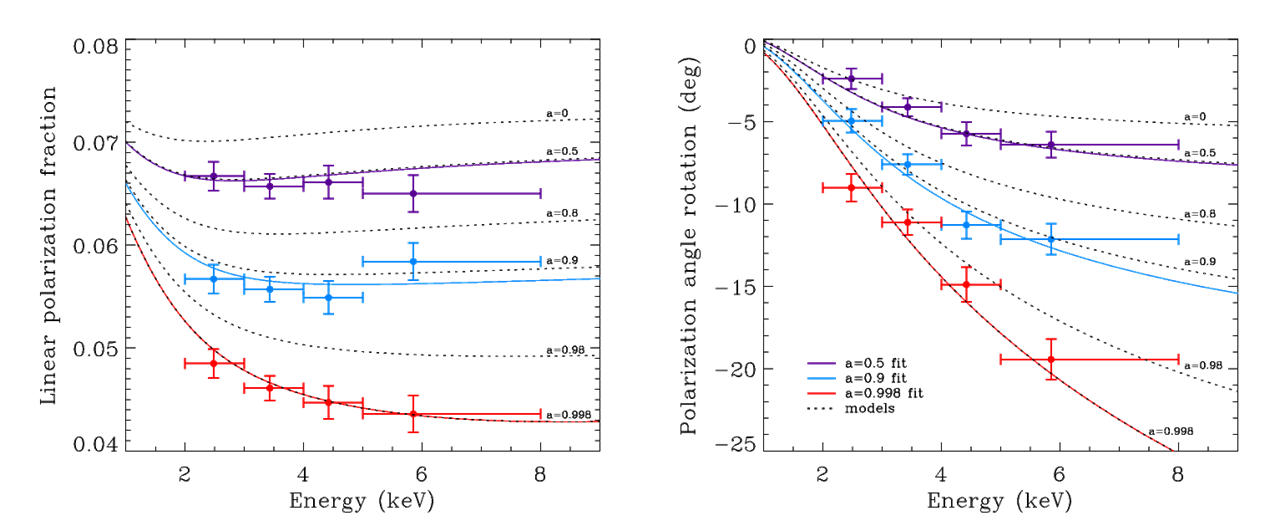 0.08
0.07
0.06
0.05
0.04
Linear polarization fraction
a=0
a=0.5
a=0.8
a=0.9
a=0.98
a=0.998
2
4
6
8
Energy (keV)
0
−5
−10
−15
−20
−25
Polarization angle rotation (deg)
a=0
a=0.5
a=0.8
a=0.9
a=0.98
a=0.998
a=0.5 fit
a=0.9 fit
a=0.998 fit
models
2
4
6
8
Energy (keV)